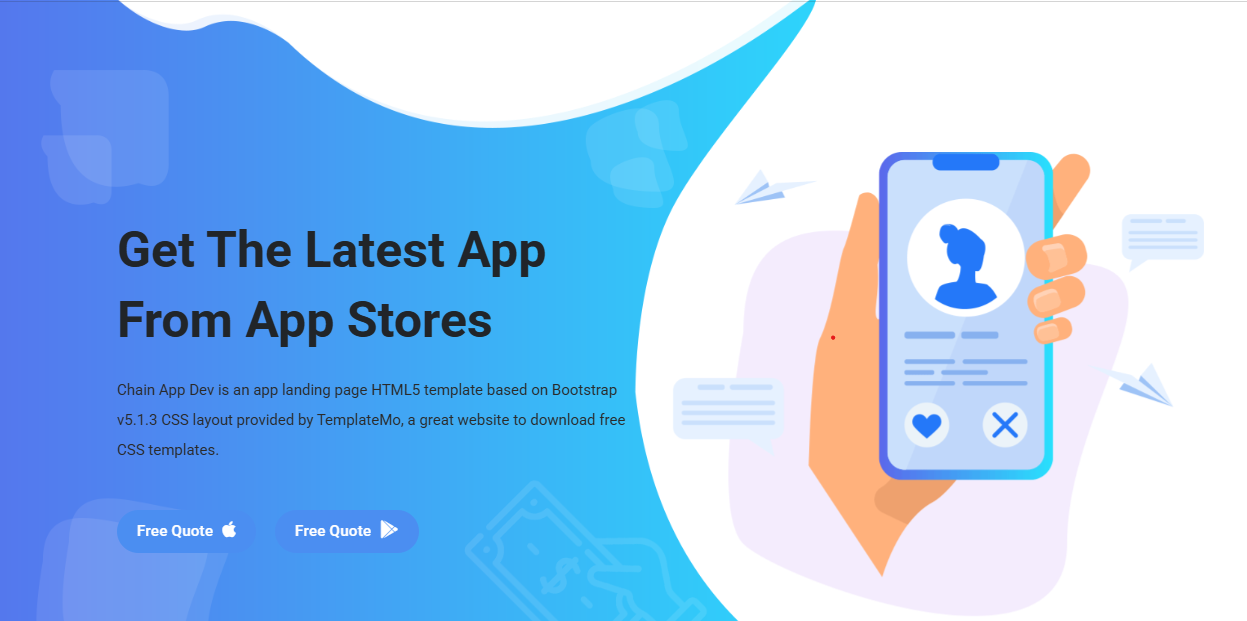 Get The Latest App
From App Stores
Chain App Dev is an app landing page HTML5 template based on Bootstrap
v5.1.3 CSS layout provided by TemplateMo, a great website to download free
CSS templates.
Free Quote
Free Quote